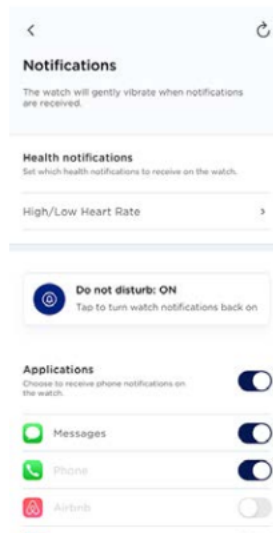 Notifications
The watch will gently vibrate when notifications
are received.
Health notifications
Set which health notifications to receive on the watch.
High/Low Heart Rate
Do not disturb: ON
Tap to turn watch notifications back on
Applications
Choose to receive phone notifications on
the watch.
Messages
Phone
Airbnb